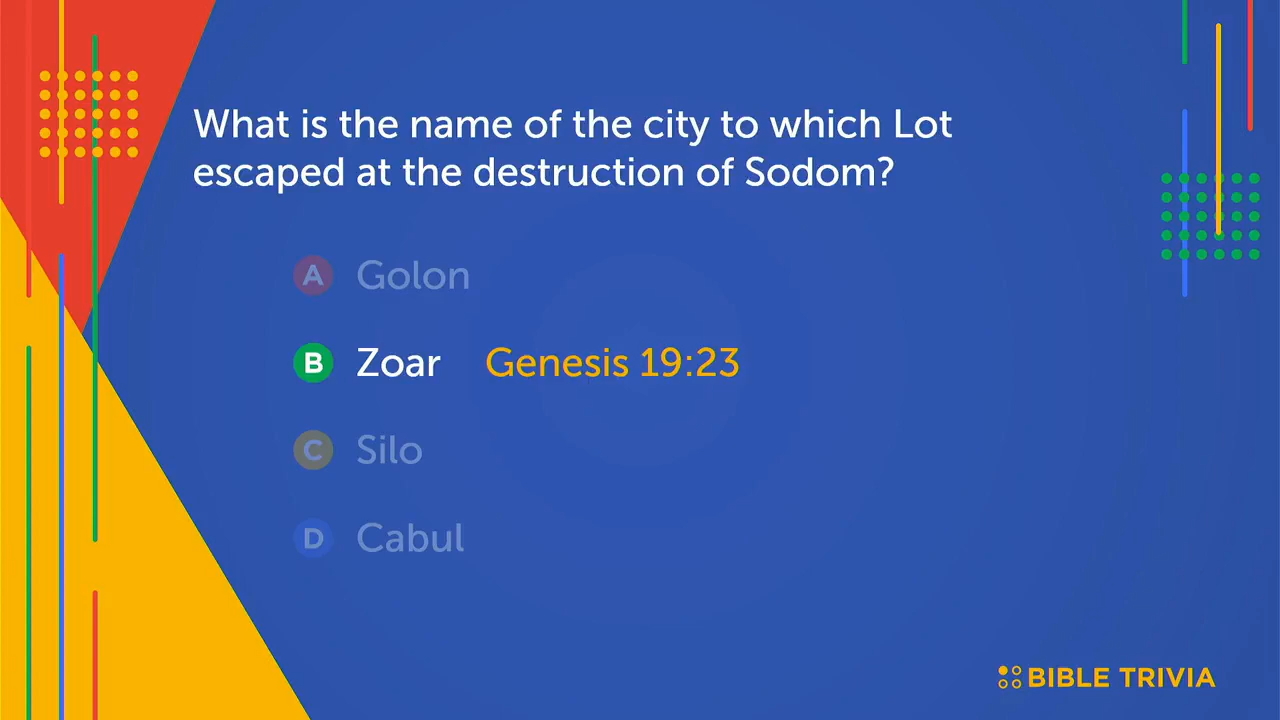 What is the name of the city to which Lot
escaped at the destruction of Sodom?
A Golon
B Zoar Genesis 19:23
C Silo
D Cabul
BIBLE TRIVIA